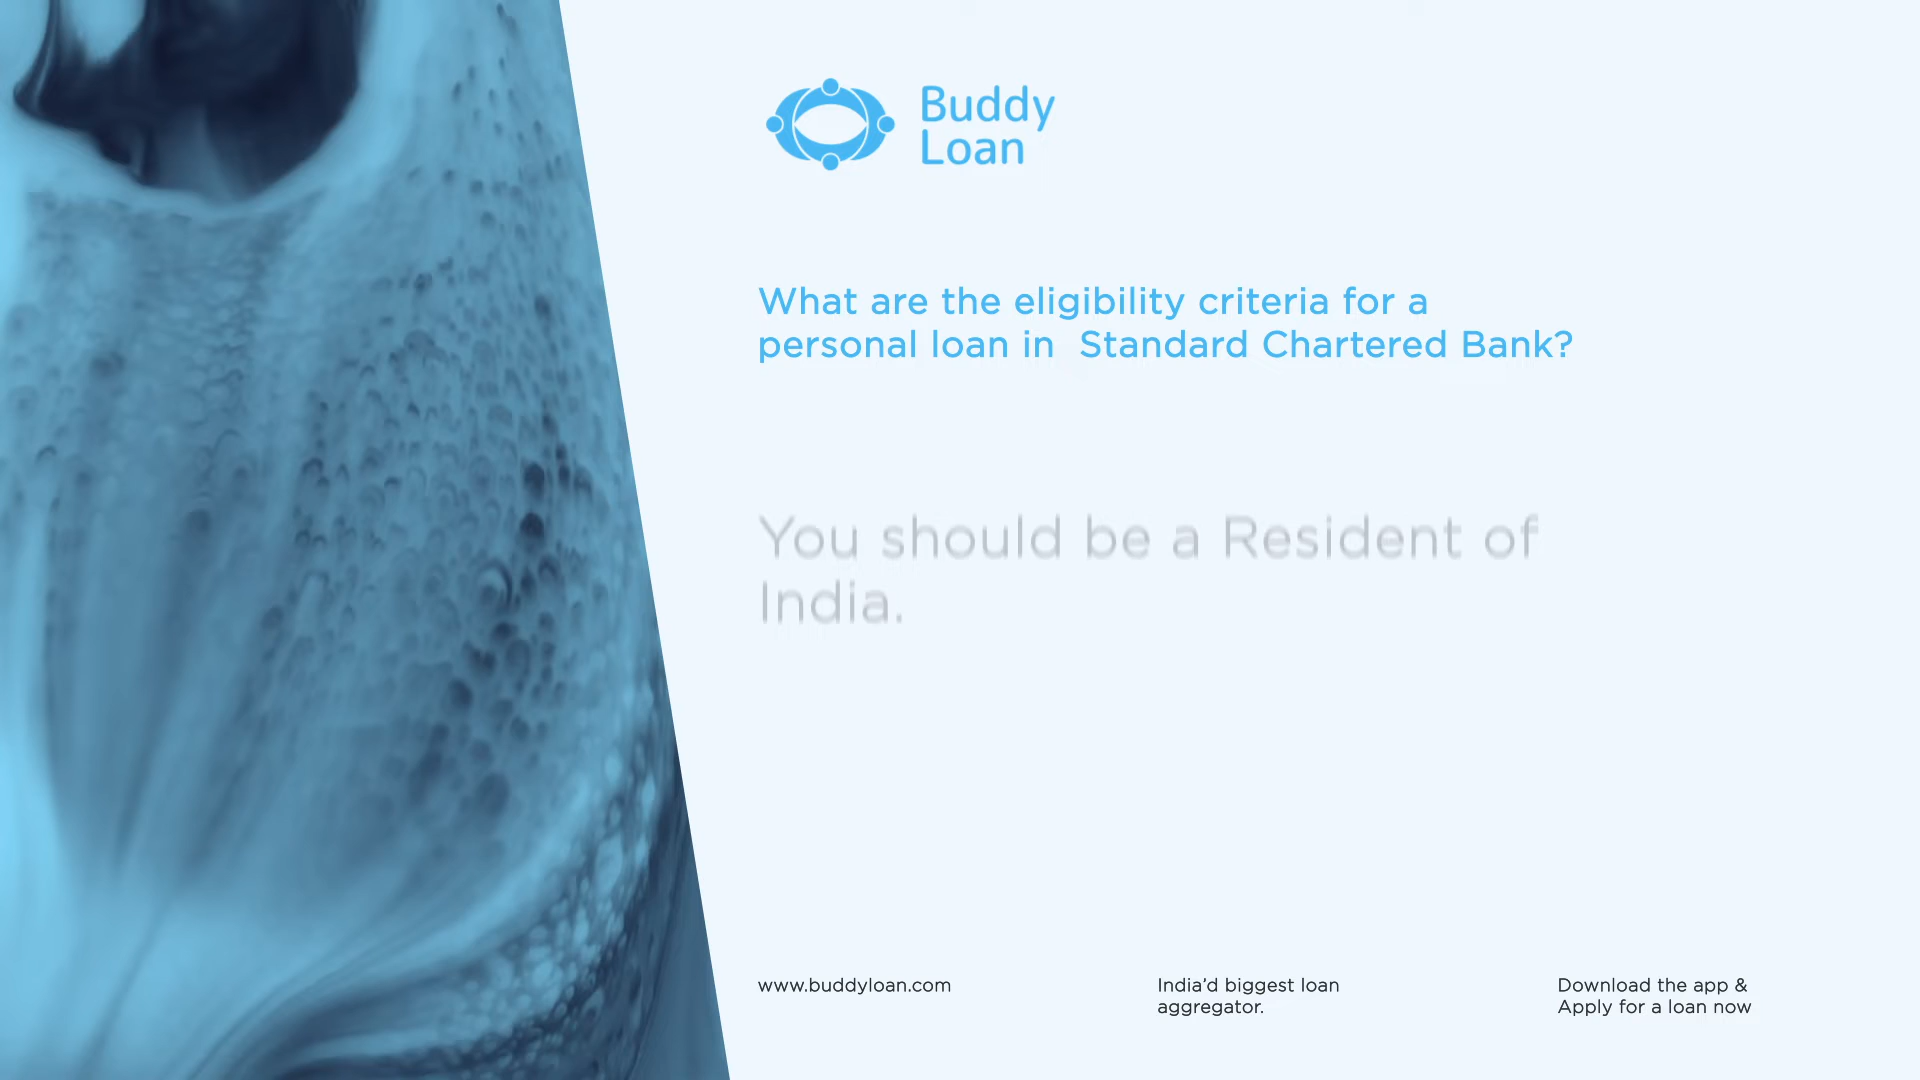 Buddy
Loan
What are the eligibility criteria for a
personal loan in  Standard Chartered Bank?
You should be a Resident of
India.
www.buddyloan.com
India’d biggest loan
aggregator.
Download the app &
Apply for a loan now